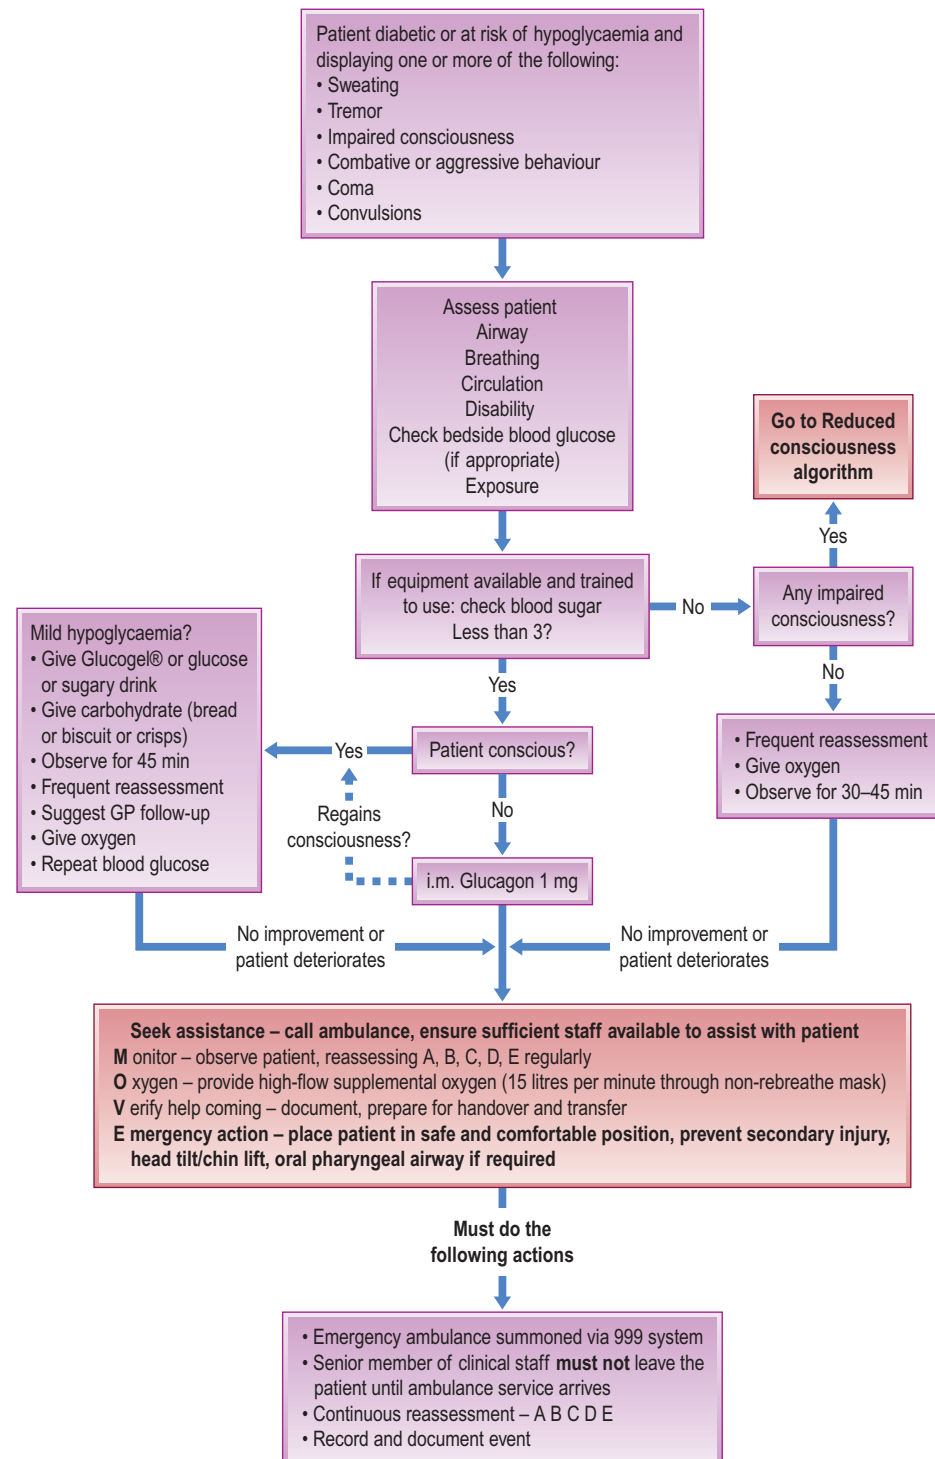 Patient diabetic or at risk of hypoglycaemia and
displaying one or more of the following:
• Sweating
• Tremor
• Impaired consciousness
• Combative or aggressive behaviour
• Coma
• Convulsions
Assess patient
Airway
Breathing
Circulation
Disability
Check bedside blood glucose
(if appropriate)
Exposure
Go to Reduced
consciousness
algorithm
Yes
If equipment available and trained
to use: check blood sugar
Less than 3?
No
Any impaired
consciousness?
No
Yes
Mild hypoglycaemia?
• Give Glucogel® or glucose
or sugary drink
• Give carbohydrate (bread
or biscuit or crisps)
• Observe for 45 min
• Frequent reassessment
• Suggest GP follow-up
• Give oxygen
• Repeat blood glucose
Yes
Patient conscious?
• Frequent reassessment
• Give oxygen
• Observe for 30–45 min
No
Regains
consciousness?
i.m. Glucagon 1 mg
No improvement or
patient deteriorates
No improvement or
patient deteriorates
Seek assistance – call ambulance, ensure sufficient staff available to assist with patient
M onitor – observe patient, reassessing A, B, C, D, E regularly
O xygen – provide high-flow supplemental oxygen (15 litres per minute through non-rebreathe mask)
V erify help coming – document, prepare for handover and transfer
E mergency action – place patient in safe and comfortable position, prevent secondary injury,
head tilt/chin lift, oral pharyngeal airway if required
Must do the
following actions
• Emergency ambulance summoned via 999 system
• Senior member of clinical staff must not leave the
patient until ambulance service arrives
• Continuous reassessment – A B C D E
• Record and document event